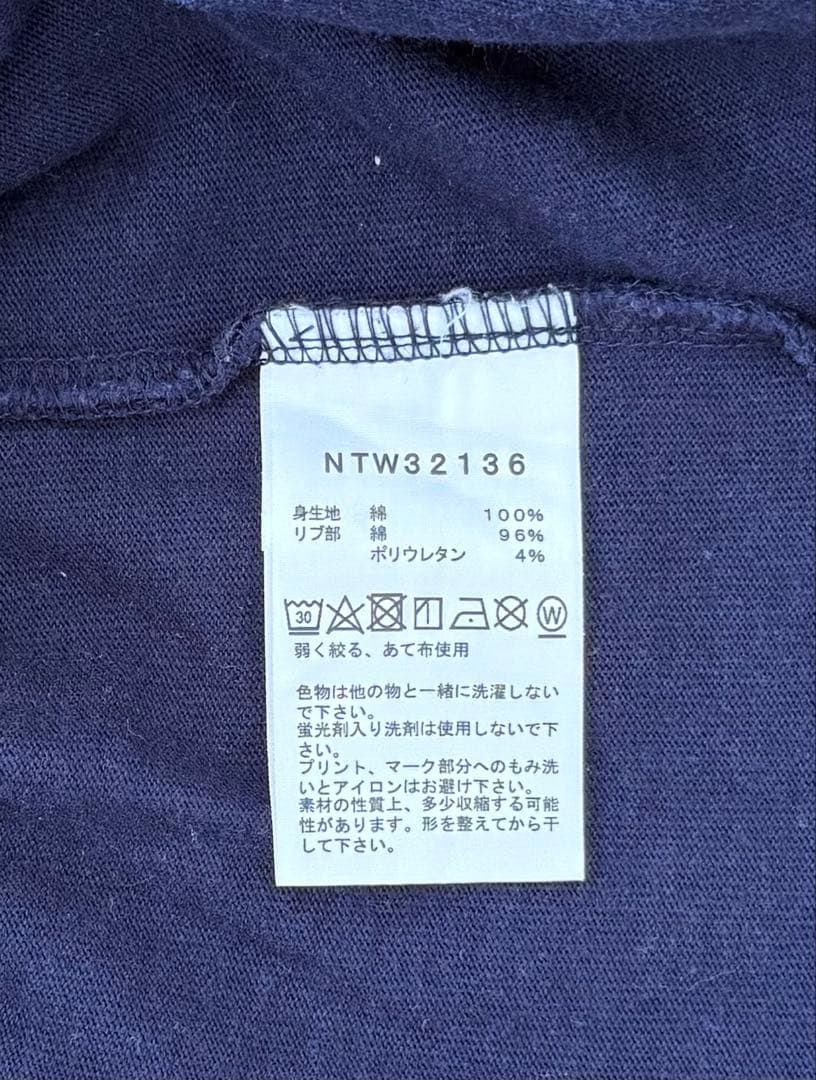 NTW32136
身生地 綿 100%
リブ部 綿 96%
ポリウレタン 4%
30 W
弱く絞る、あて布使用
色物は他の物と一緒に洗濯しない
で下さい。
蛍光剤入り洗剤は使用しないで下
さい。
プリント、マーク部分へのもみ洗
いとアイロンはお避け下さい。
素材の性質上、多少収縮する可能
性があります。形を整えてから干
して下さい。